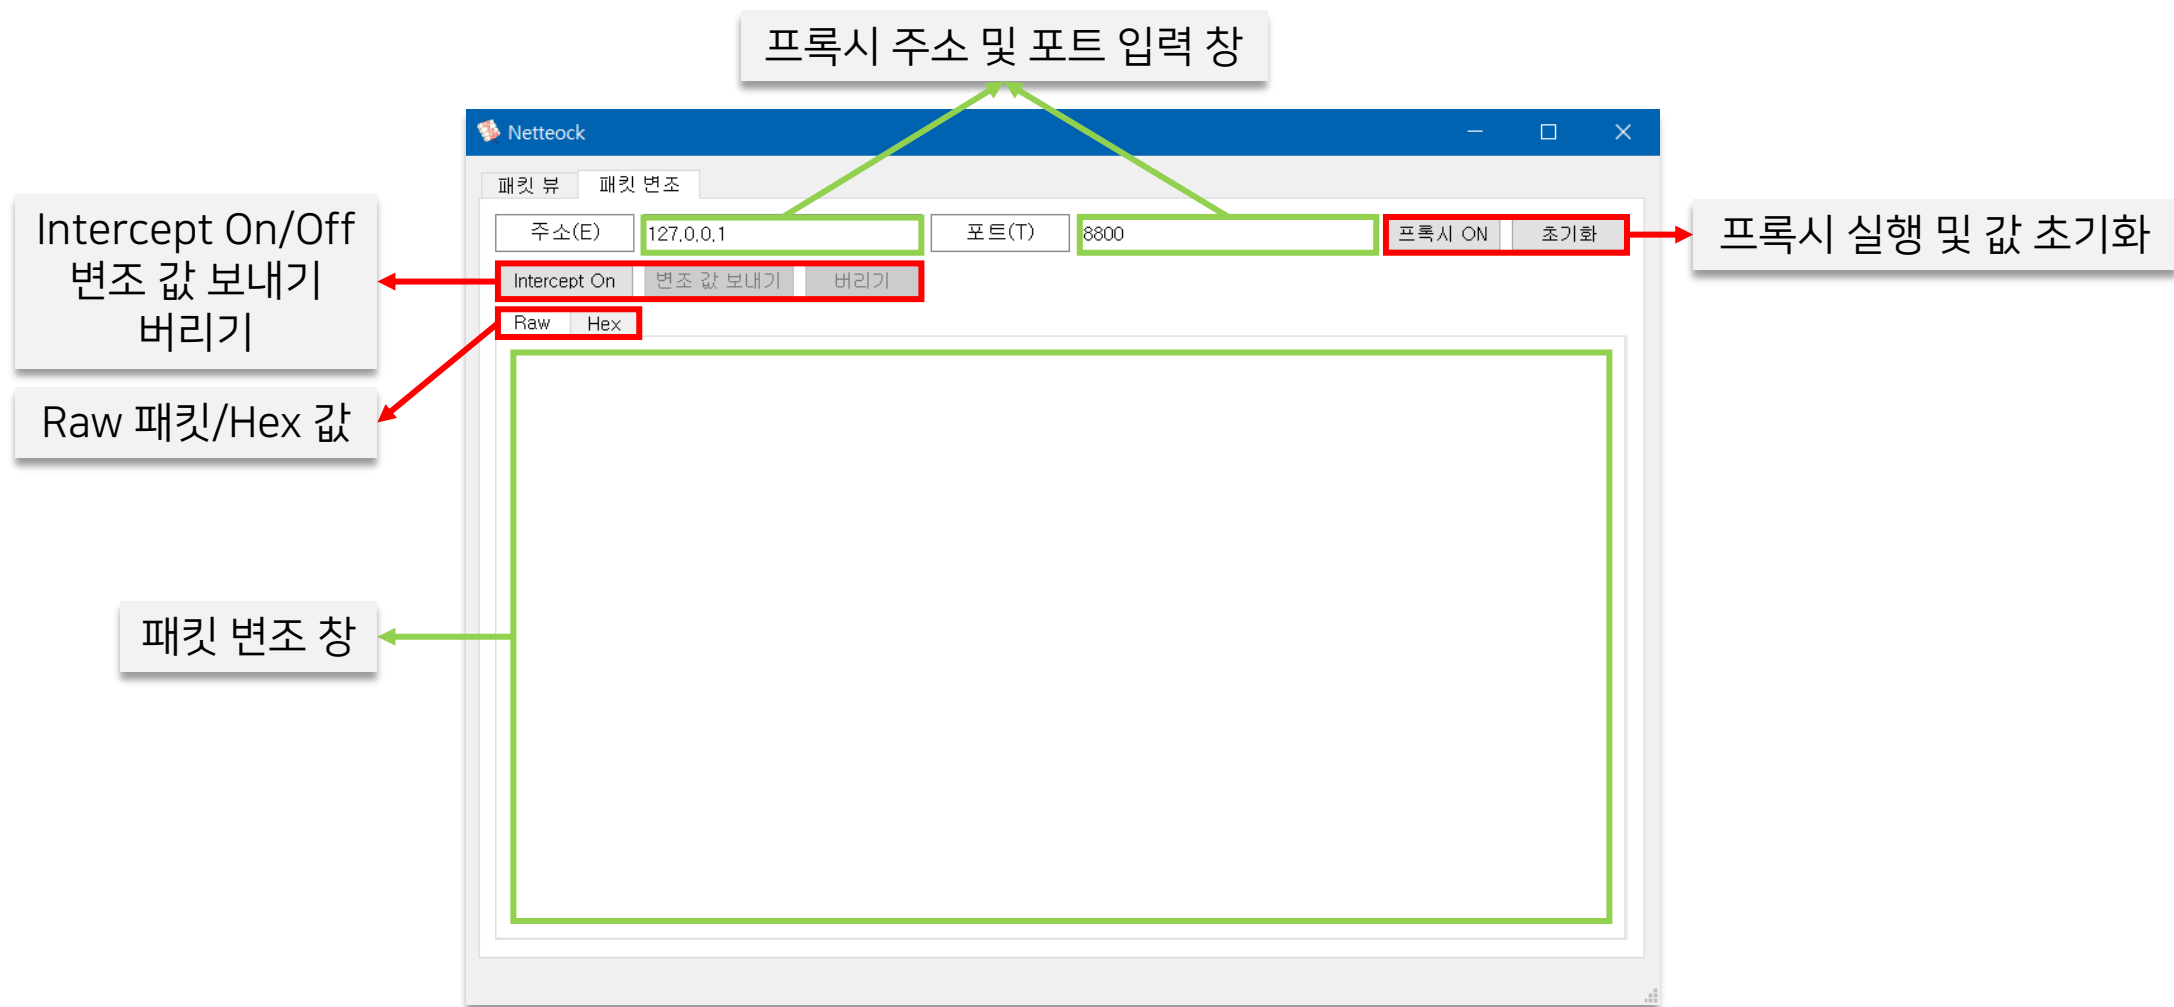 프록시 주소 및 포트 입력 창
Netteock
패킷 뷰 패킷 변조
주소(E) 127.0.0.1 포트(T) 8800 프록시 ON 초기화
프록시 실행 및 값 초기화
Intercept On/Off
변조 값 보내기
버리기
Intercept On 변조 값 보내기 버리기
Raw Hex
Raw 패킷/Hex 값
패킷 변조 창